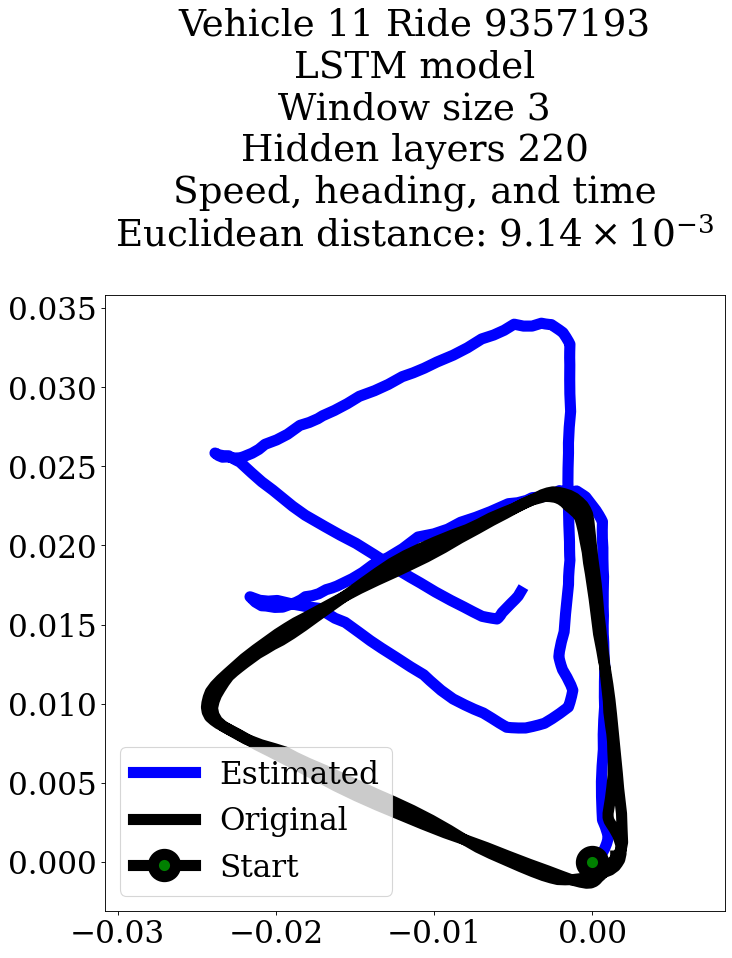 Vehicle 11 Ride 9357193
LSTM model
Window size 3
Hidden layers 220
Speed, heading, and time
Euclidean distance: 9.14 × 10⁻³
0.035
0.030
0.025
0.020
0.015
0.010
0.005
0.000
Estimated
Original
Start
−0.03 −0.02 −0.01 0.00